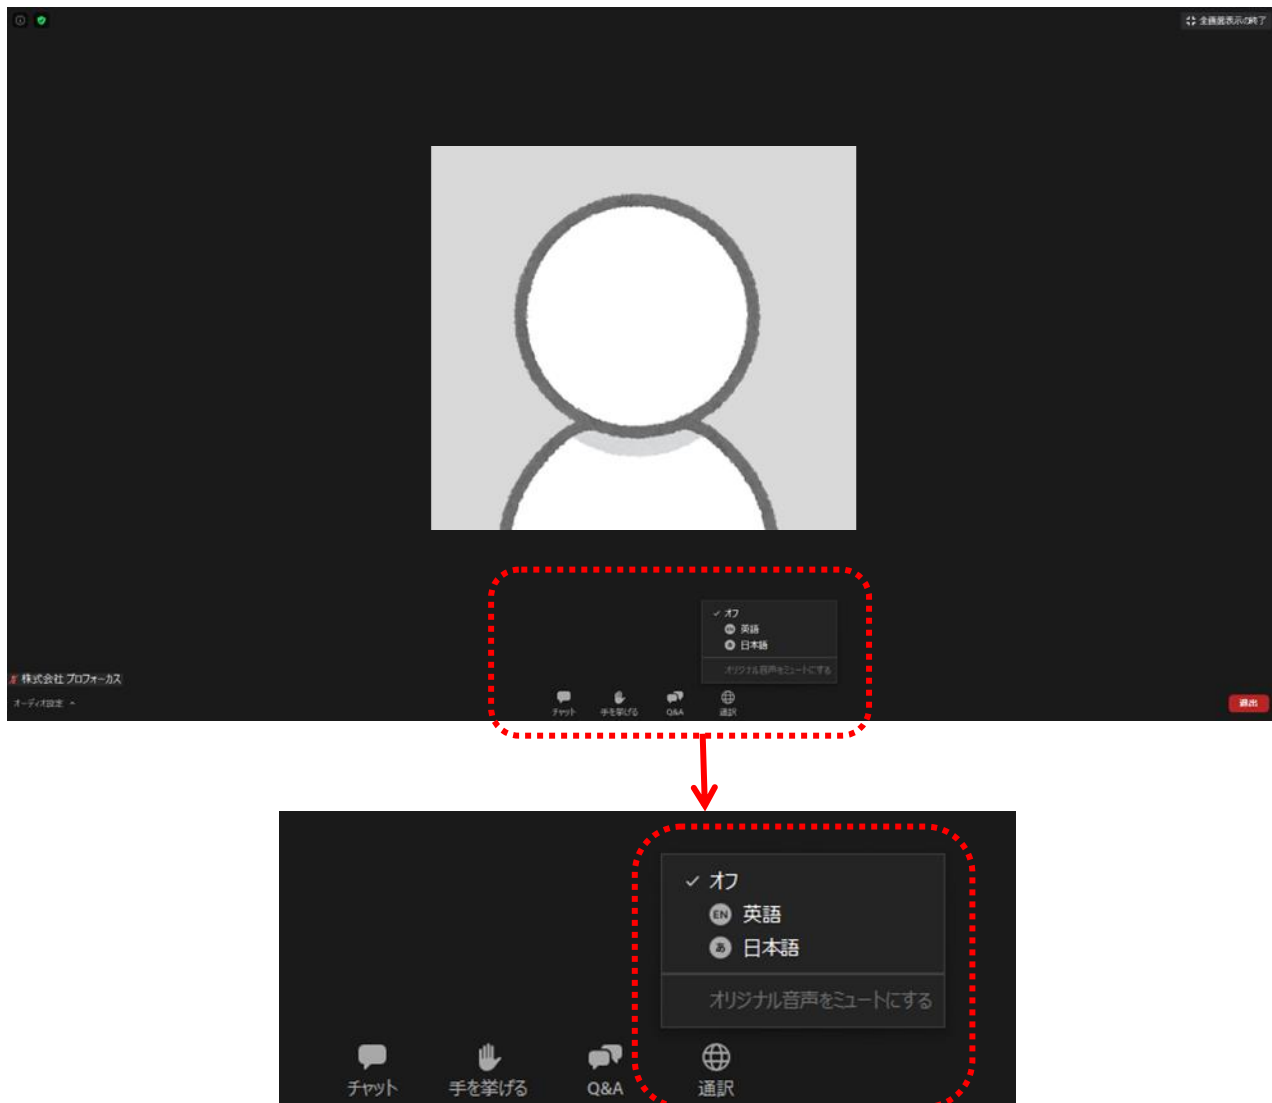 全画面表示の終了
オフ
EN 英語
あ 日本語
オリジナル音声をミュートにする
株式会社 プロフォーカス
オーディオ設定
チャット 手を挙げる Q&A 通訳
退出
オフ
EN 英語
あ 日本語
オリジナル音声をミュートにする
チャット 手を挙げる Q&A 通訳